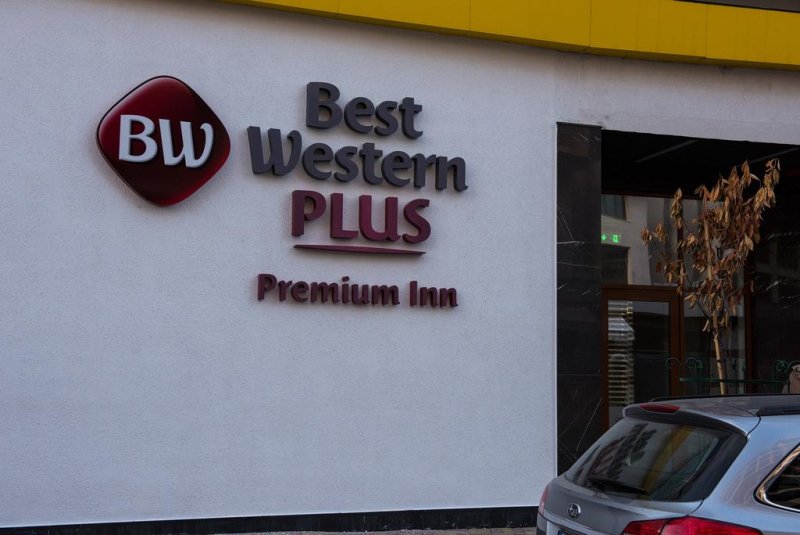 BW
Best
Western
PLUS
Premium Inn